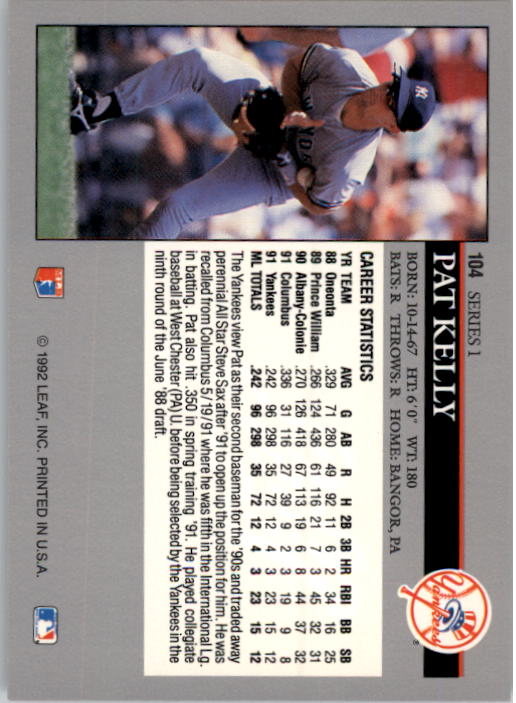 104 SERIES 1
PAT KELLY
BORN: 10-14-67 HT: 6'0" WT: 180
BATS: R THROWS: R HOME: BANGOR, PA
Yankees
®
CAREER STATISTICS
YR TEAM AVG G AB R H 2B 3B HR RBI BB SB
88 Oneonta .329 71 280 49 92 11 6 2 34 16 25
89 Prince William .266 124 436 61 116 21 7 3 45 32 31
90 Albany-Colonie .270 126 418 67 113 19 6 8 44 37 32
91 Columbus .336 31 116 27 39 9 2 3 19 9 8
91 Yankees .242 96 298 35 72 12 4 3 23 15 12
ML TOTALS .242 96 298 35 72 12 4 3 23 15 12
The Yankees view Pat as their second baseman for the '90s and traded away
perennial All Star Steve Sax after '91 to open up the position for him. He was
recalled from Columbus 5/19/91 where he was fifth in the International Lg.
in batting. Pat also hit .350 in spring training '91. He played collegiate
baseball at West Chester (PA) U. before being selected by the Yankees in the
ninth round of the June '88 draft.
© 1992 LEAF, INC. PRINTED IN U.S.A.